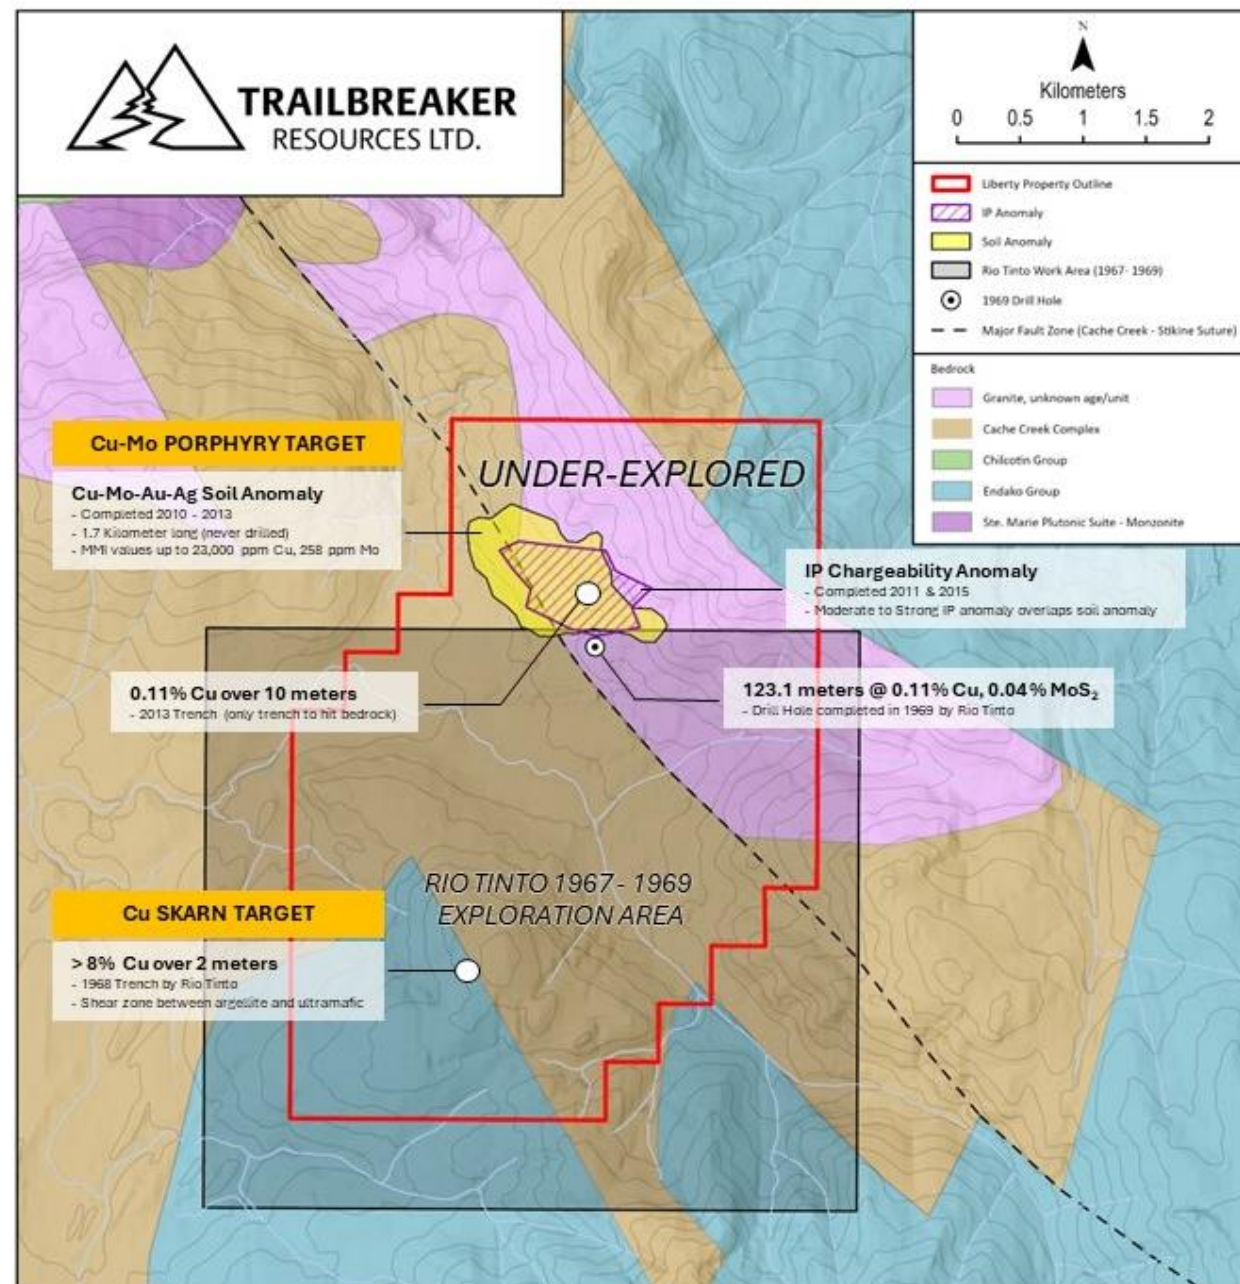 TRAILBREAKER
RESOURCES LTD.
N
Kilometers
0 0.5 1 1.5 2
Liberty Property Outline
IP Anomaly
Soil Anomaly
Rio Tinto Work Area (1967- 1969)
1969 Drill Hole
Major Fault Zone (Cache Creek - Stikine Suture)
Bedrock
Granite, unknown age/unit
Cache Creek Complex
Chilcotin Group
Endako Group
Ste. Marie Plutonic Suite - Monzonite
Cu-Mo PORPHYRY TARGET
Cu-Mo-Au-Ag Soil Anomaly
- Completed 2010 - 2013
- 1.7 Kilometer long (never drilled)
- MMI values up to 23,000 ppm Cu, 258 ppm Mo
UNDER-EXPLORED
IP Chargeability Anomaly
- Completed 2011 & 2015
- Moderate to Strong IP anomaly overlaps soil anomaly
0.11% Cu over 10 meters
- 2013 Trench (only trench to hit bedrock)
123.1 meters @ 0.11% Cu, 0.04% MoS₂
- Drill Hole completed in 1969 by Rio Tinto
RIO TINTO 1967 - 1969
EXPLORATION AREA
Cu SKARN TARGET
> 8% Cu over 2 meters
- 1968 Trench by Rio Tinto
- Shear zone between argellite and ultramafic